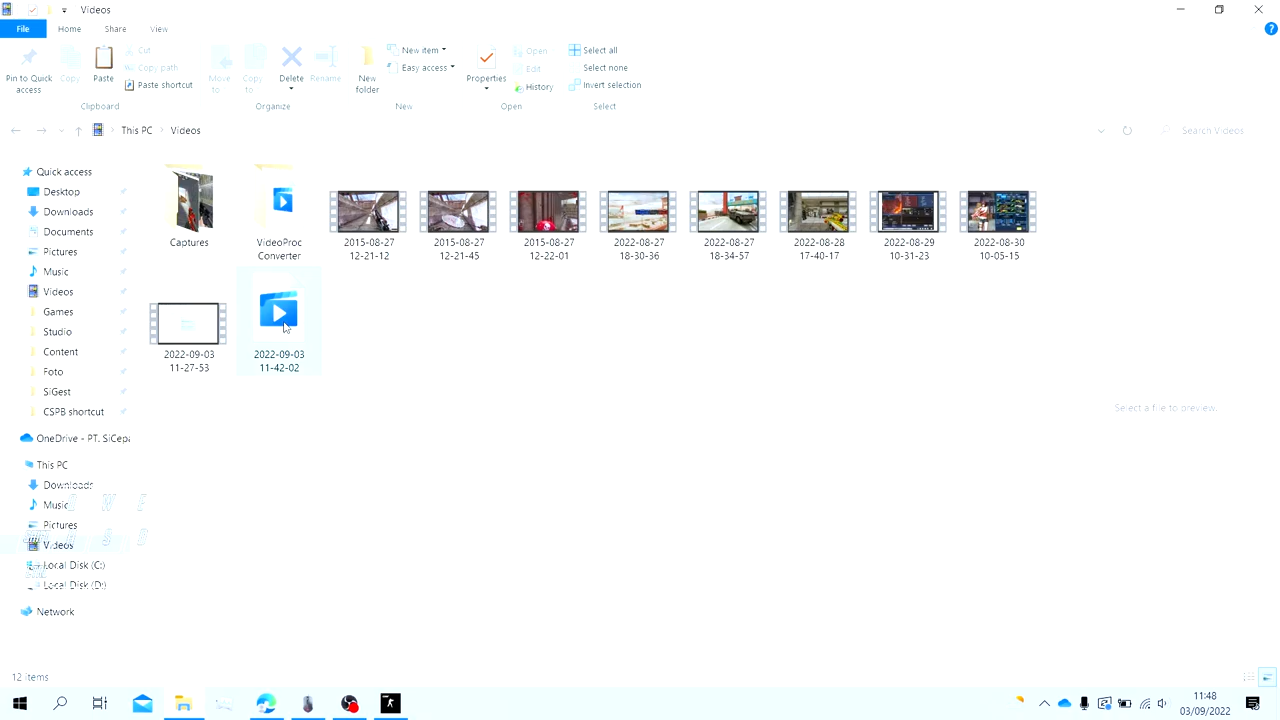 Videos
File
Home
Share
View
Pin to Quick access
Copy
Paste
Cut
Copy path
Paste shortcut
Move to
Copy to
Delete
Rename
New folder
New item
Easy access
Properties
Open
Edit
History
Select all
Select none
Invert selection
Clipboard
Organize
New
Open
Select
This PC
Videos
Search Videos
Quick access
Desktop
Downloads
Documents
Pictures
Music
Videos
Games
Studio
Content
Foto
SiGest
CSPB shortcut
OneDrive - PT. SiCepa
This PC
Downloads
Music
Pictures
Videos
Local Disk (C:)
Local Disk (D:)
Network
Captures
VideoProc Converter
2015-08-27 12-21-12
2015-08-27 12-21-45
2015-08-27 12-22-01
2022-08-27 18-30-36
2022-08-27 18-34-57
2022-08-28 17-40-17
2022-08-29 10-31-23
2022-08-30 10-05-15
2022-09-03 11-27-53
2022-09-03 11-42-02
Select a file to preview.
12 items
11:48
03/09/2022